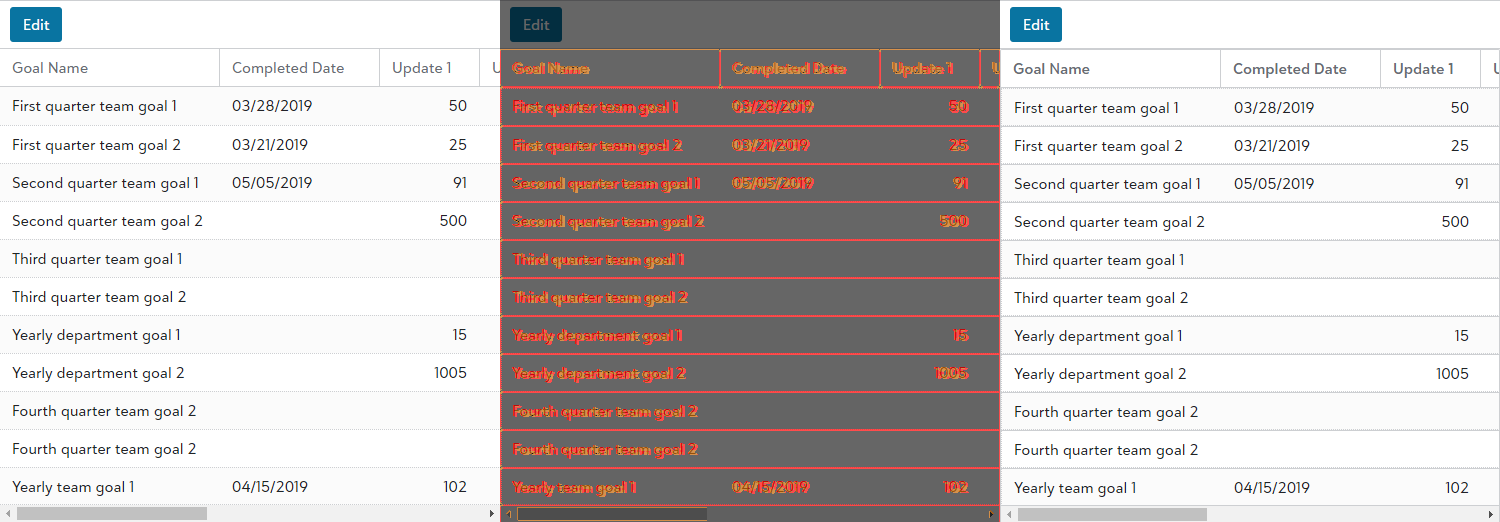 Edit Edit Edit
Goal Name Completed Date Update 1 U Goal Name Completed Date Update 1 U Goal Name Completed Date Update 1 U
First quarter team goal 1 03/28/2019 50 First quarter team goal 1 03/28/2019 50 First quarter team goal 1 03/28/2019 50
First quarter team goal 2 03/21/2019 25 First quarter team goal 2 03/21/2019 25 First quarter team goal 2 03/21/2019 25
Second quarter team goal 1 05/05/2019 91 Second quarter team goal 1 05/05/2019 91 Second quarter team goal 1 05/05/2019 91
Second quarter team goal 2 500 Second quarter team goal 2 500 Second quarter team goal 2 500
Third quarter team goal 1 Third quarter team goal 1 Third quarter team goal 1
Third quarter team goal 2 Third quarter team goal 2 Third quarter team goal 2
Yearly department goal 1 15 Yearly department goal 1 15 Yearly department goal 1 15
Yearly department goal 2 1005 Yearly department goal 2 1005 Yearly department goal 2 1005
Fourth quarter team goal 2 Fourth quarter team goal 2 Fourth quarter team goal 2
Fourth quarter team goal 2 Fourth quarter team goal 2 Fourth quarter team goal 2
Yearly team goal 1 04/15/2019 102 Yearly team goal 1 04/15/2019 102 Yearly team goal 1 04/15/2019 102